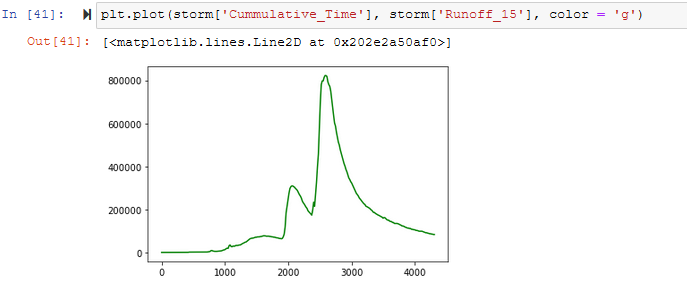 In [41]: plt.plot(storm['Cummulative_Time'], storm['Runoff_15'], color = 'g')
Out[41]: [<matplotlib.lines.Line2D at 0x202e2a50af0>]
800000
600000
400000
200000
0
0 1000 2000 3000 4000